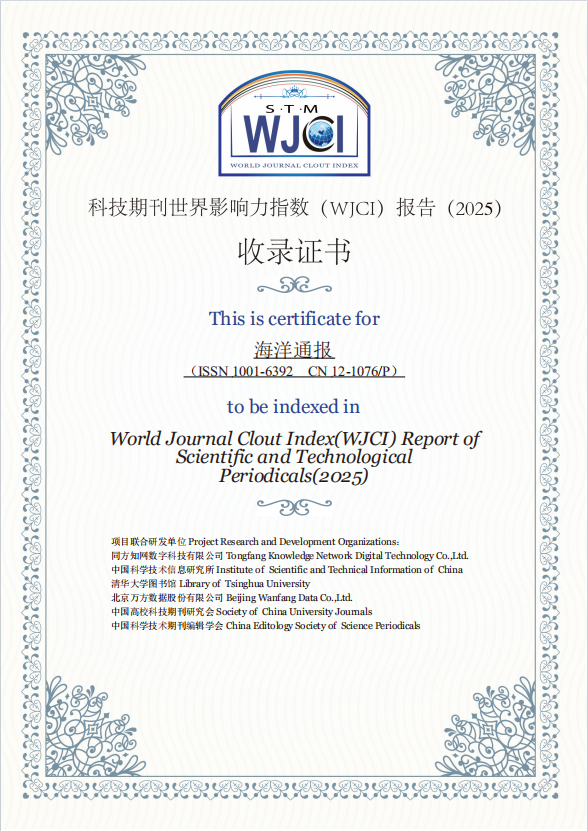 S·T·M
WJCI
WORLD JOURNAL CLOUT INDEX
科技期刊世界影响力指数（WJCI）报告（2025）
收录证书
This is certificate for
海洋通报
（ISSN 1001-6392 CN 12-1076/P）
to be indexed in
World Journal Clout Index(WJCI) Report of
Scientific and Technological
Periodicals(2025)
项目联合研发单位 Project Research and Development Organizations:
同方知网数字科技有限公司 Tongfang Knowledge Network Digital Technology Co.,Ltd.
中国科学技术信息研究所 Institute of Scientific and Technical Information of China
清华大学图书馆 Library of Tsinghua University
北京万方数据股份有限公司 Beijing Wanfang Data Co.,Ltd.
中国高校科技期刊研究会 Society of China University Journals
中国科学技术期刊编辑学会 China Editology Society of Science Periodicals